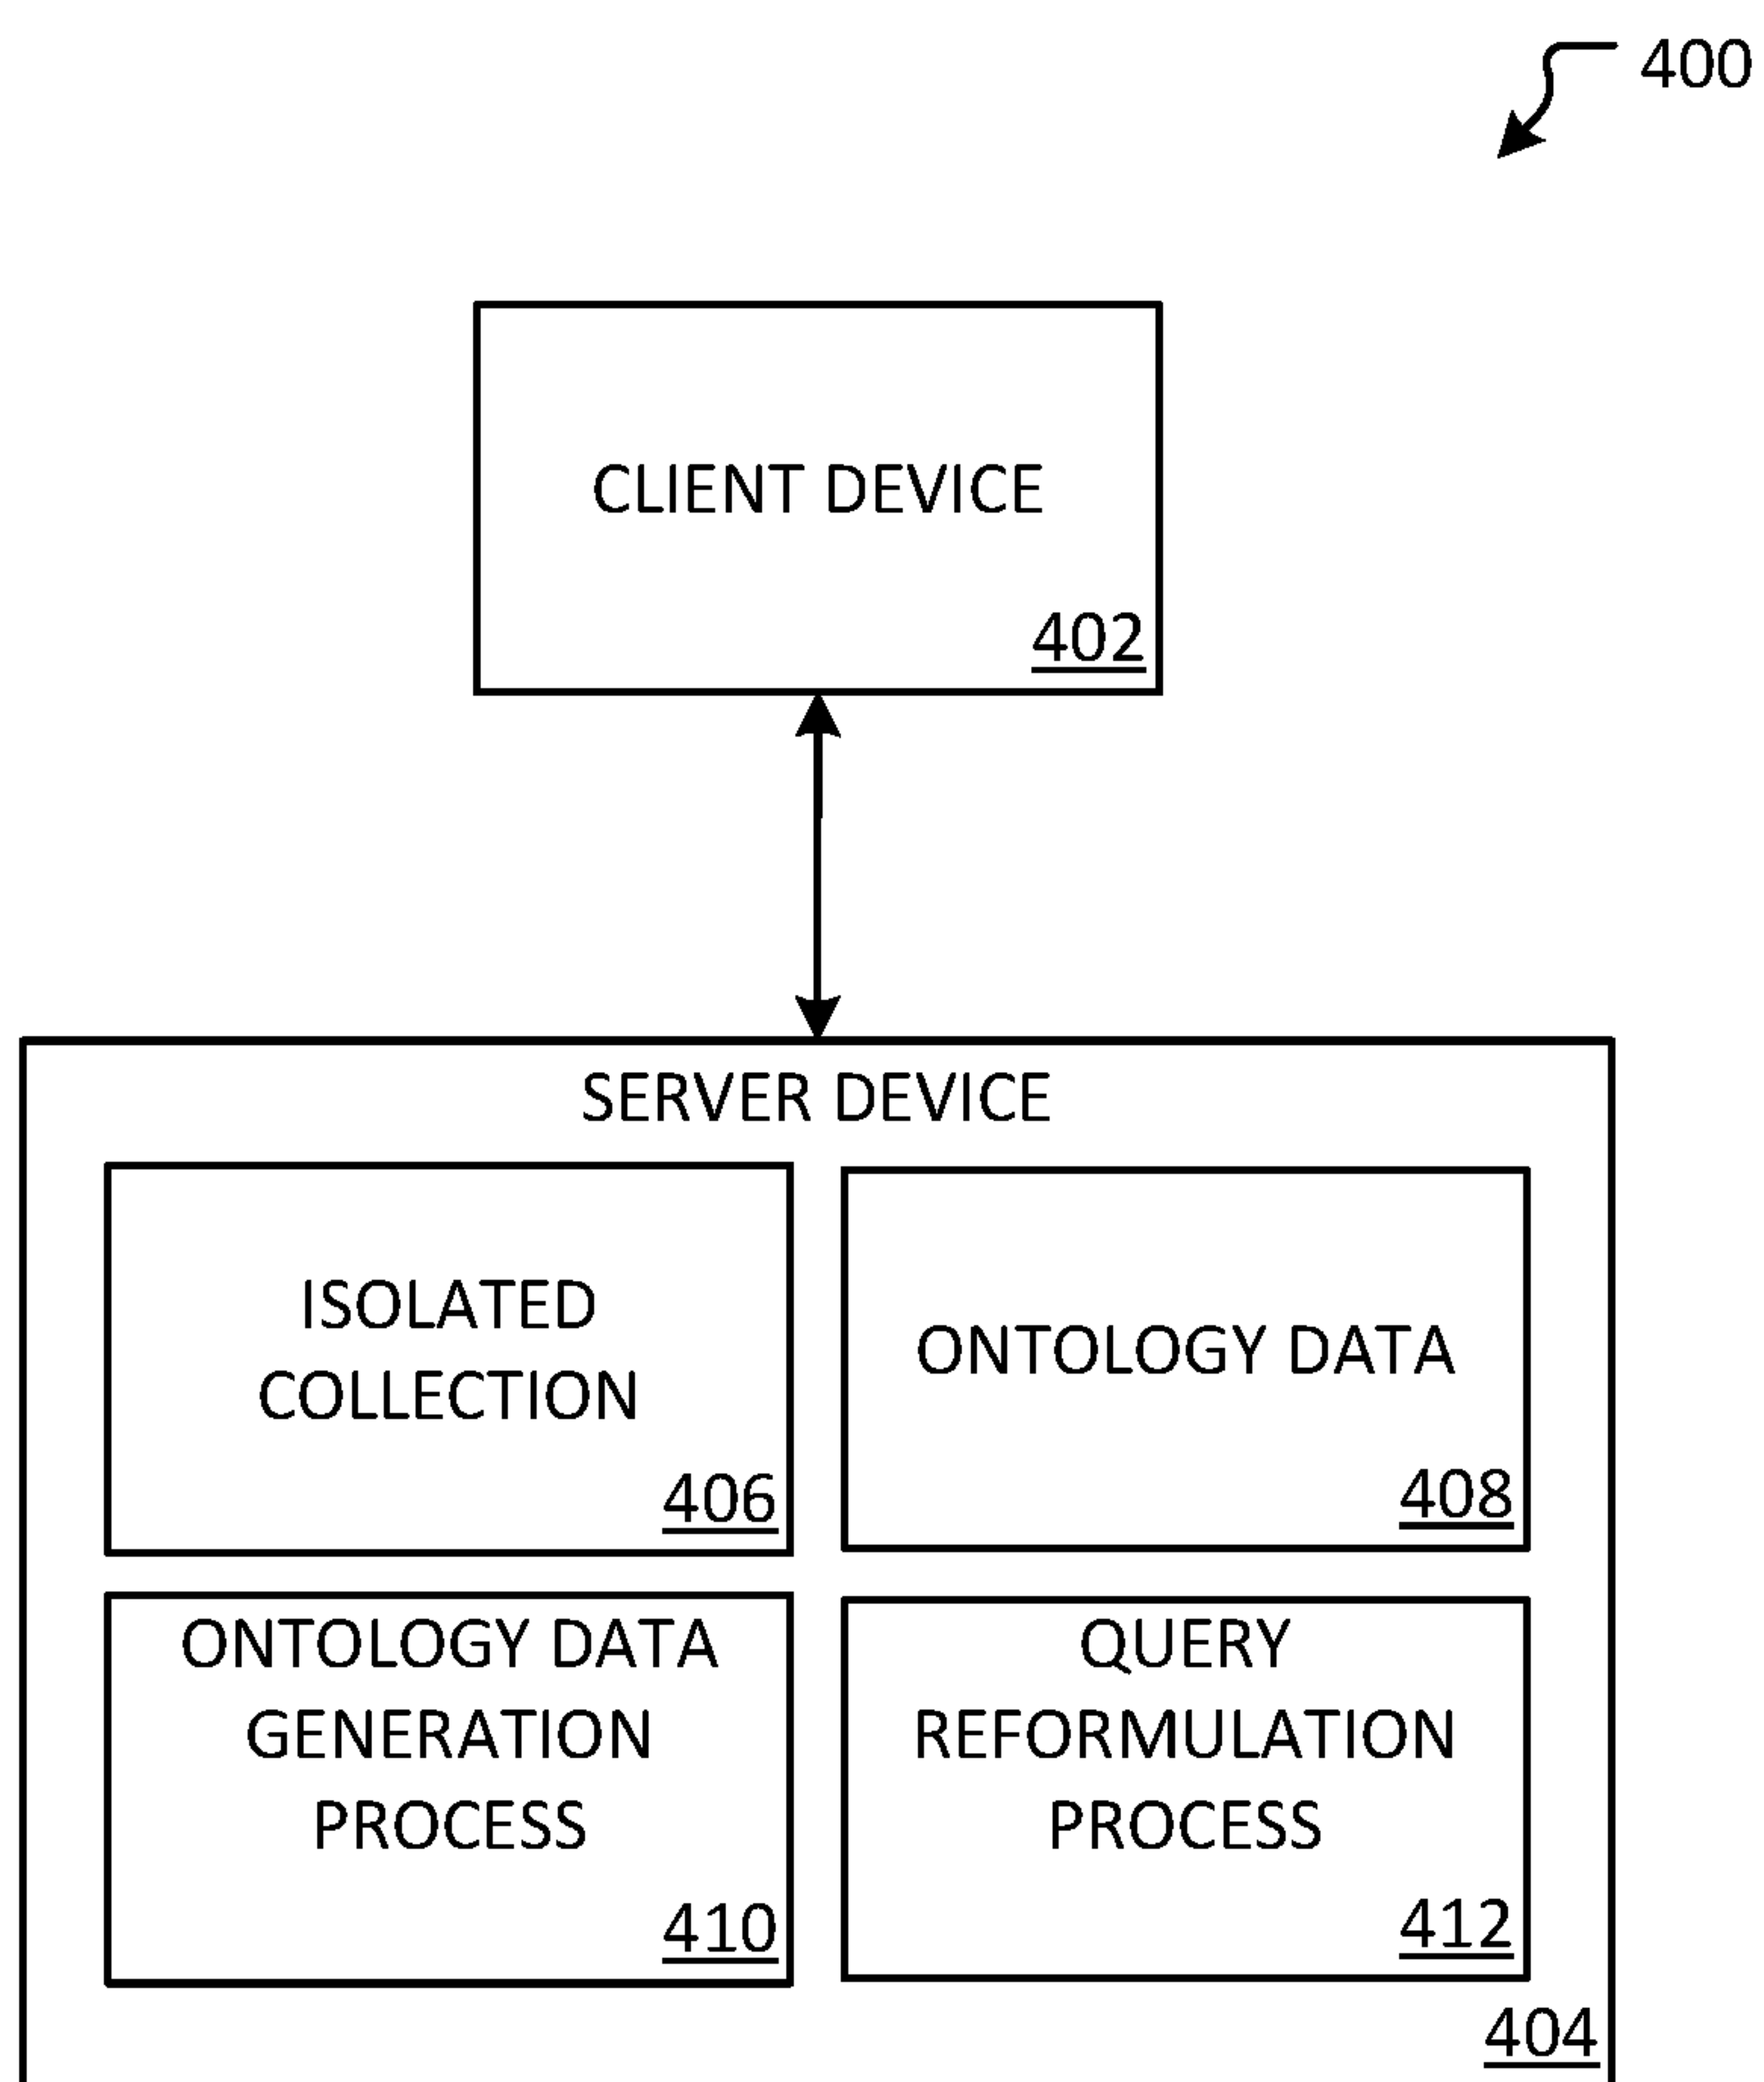 400
CLIENT DEVICE
402
SERVER DEVICE
ISOLATED
COLLECTION
406
ONTOLOGY DATA
408
ONTOLOGY DATA
GENERATION
PROCESS
410
QUERY
REFORMULATION
PROCESS
412
404